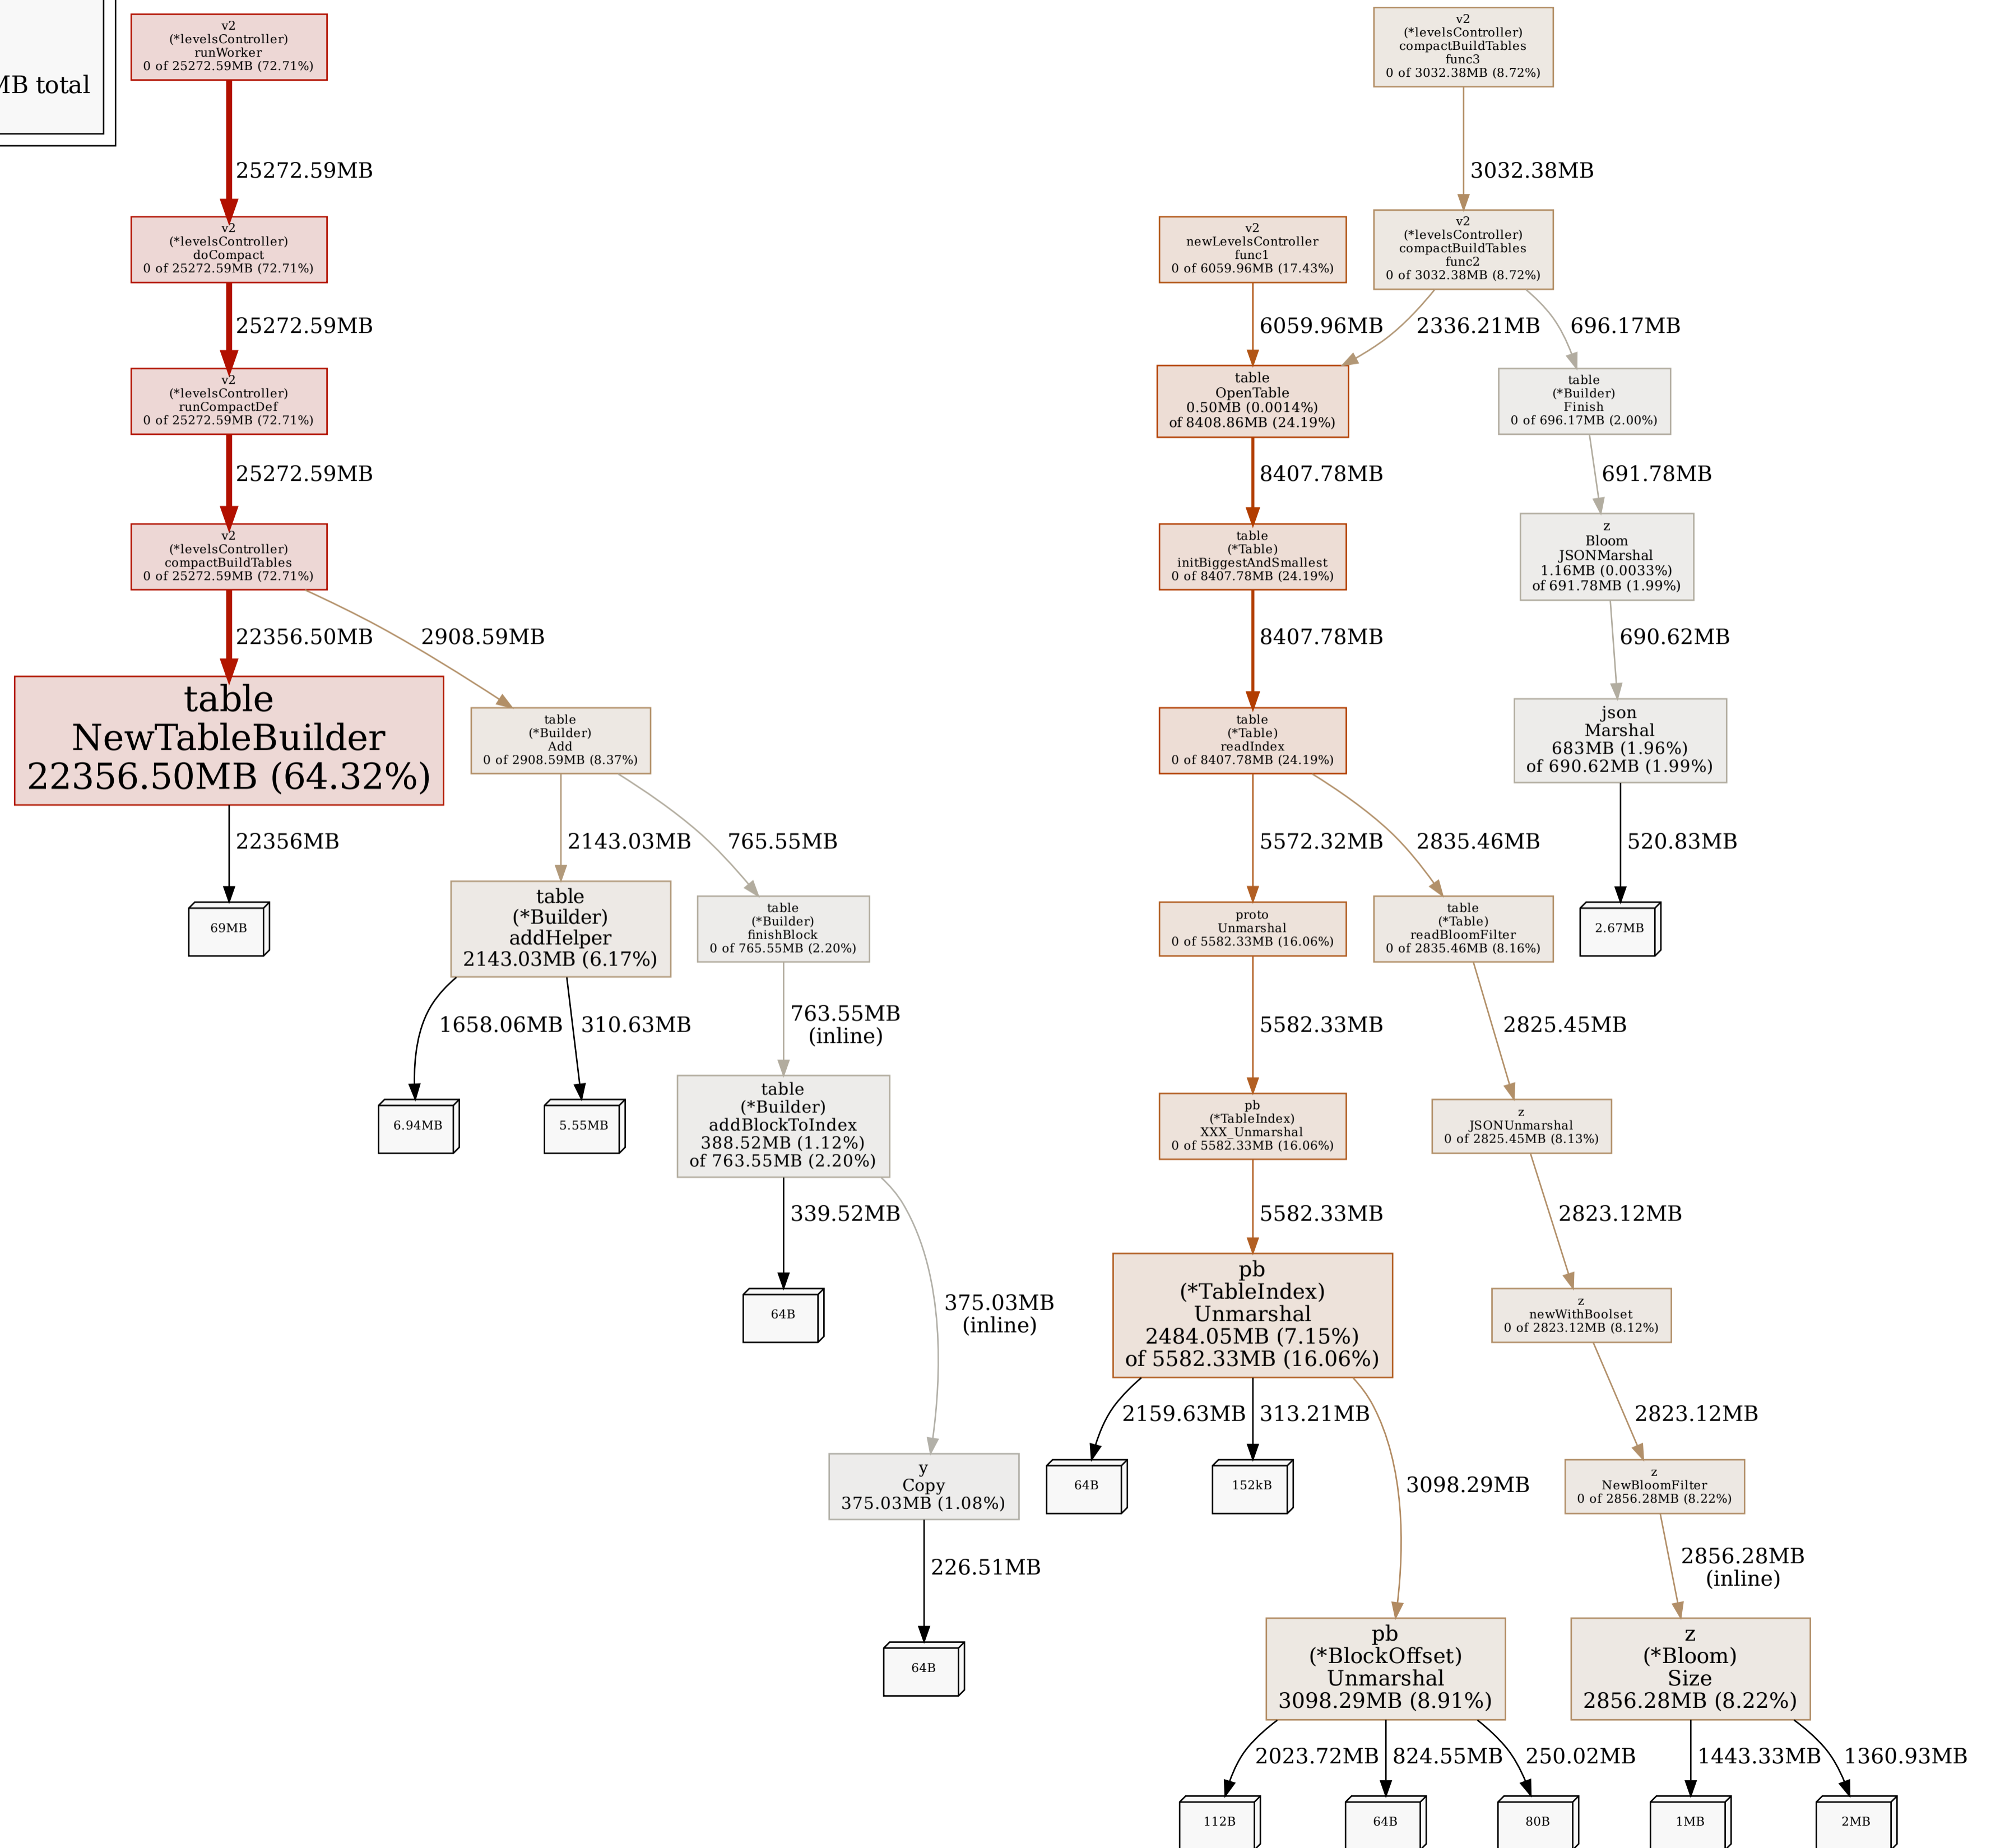 MB total
v2
(*levelsController)
runWorker
0 of 25272.59MB (72.71%)
25272.59MB
v2
(*levelsController)
doCompact
0 of 25272.59MB (72.71%)
25272.59MB
v2
(*levelsController)
runCompactDef
0 of 25272.59MB (72.71%)
25272.59MB
v2
(*levelsController)
compactBuildTables
0 of 25272.59MB (72.71%)
22356.50MB
2908.59MB
table
NewTableBuilder
22356.50MB (64.32%)
22356MB
69MB
table
(*Builder)
Add
0 of 2908.59MB (8.37%)
2143.03MB
765.55MB
table
(*Builder)
addHelper
2143.03MB (6.17%)
1658.06MB
310.63MB
6.94MB
5.55MB
table
(*Builder)
finishBlock
0 of 765.55MB (2.20%)
763.55MB
(inline)
table
(*Builder)
addBlockToIndex
388.52MB (1.12%)
of 763.55MB (2.20%)
339.52MB
64B
375.03MB
(inline)
y
Copy
375.03MB (1.08%)
226.51MB
64B
v2
(*levelsController)
compactBuildTables
func3
0 of 3032.38MB (8.72%)
3032.38MB
v2
newLevelsController
func1
0 of 6059.96MB (17.43%)
v2
(*levelsController)
compactBuildTables
func2
0 of 3032.38MB (8.72%)
6059.96MB
2336.21MB
696.17MB
table
OpenTable
0.50MB (0.0014%)
of 8408.86MB (24.19%)
8407.78MB
table
(*Table)
initBiggestAndSmallest
0 of 8407.78MB (24.19%)
8407.78MB
table
(*Table)
readIndex
0 of 8407.78MB (24.19%)
5572.32MB
2835.46MB
table
(*Builder)
Finish
0 of 696.17MB (2.00%)
691.78MB
z
Bloom
JSONMarshal
1.16MB (0.0033%)
of 691.78MB (1.99%)
690.62MB
json
Marshal
683MB (1.96%)
of 690.62MB (1.99%)
520.83MB
2.67MB
proto
Unmarshal
0 of 5582.33MB (16.06%)
5582.33MB
pb
(*TableIndex)
XXX_Unmarshal
0 of 5582.33MB (16.06%)
5582.33MB
pb
(*TableIndex)
Unmarshal
2484.05MB (7.15%)
of 5582.33MB (16.06%)
2159.63MB
313.21MB
3098.29MB
64B
152kB
table
(*Table)
readBloomFilter
0 of 2835.46MB (8.16%)
2825.45MB
z
JSONUnmarshal
0 of 2825.45MB (8.13%)
2823.12MB
z
newWithBoolset
0 of 2823.12MB (8.12%)
2823.12MB
z
NewBloomFilter
0 of 2856.28MB (8.22%)
2856.28MB
(inline)
pb
(*BlockOffset)
Unmarshal
3098.29MB (8.91%)
2023.72MB
824.55MB
250.02MB
112B
64B
80B
z
(*Bloom)
Size
2856.28MB (8.22%)
1443.33MB
1360.93MB
1MB
2MB